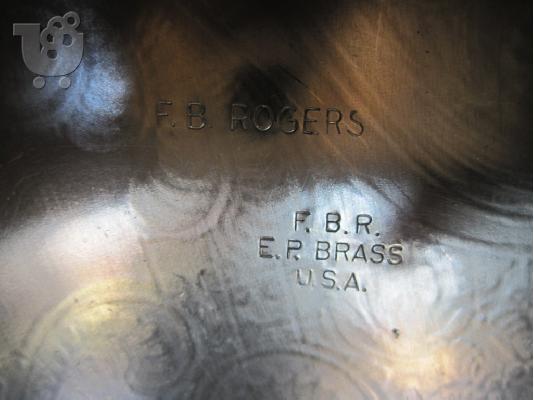 F. B. ROGERS
F. B. R.
E. P. BRASS
U. S. A.